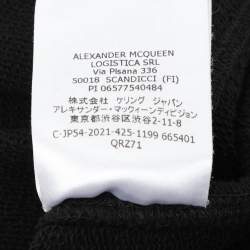 ALEXANDER MCQUEEN
LOGISTICA SRL
Via Pisana 336
50018 SCANDICCI (FI)
PI 06577540484
株式会社 ケリング ジャパン
アレキサンダー・マックィーンディビジョン
東京都渋谷区渋谷2-11-8
C-JP54-2021-425-1199 665401
QRZ71